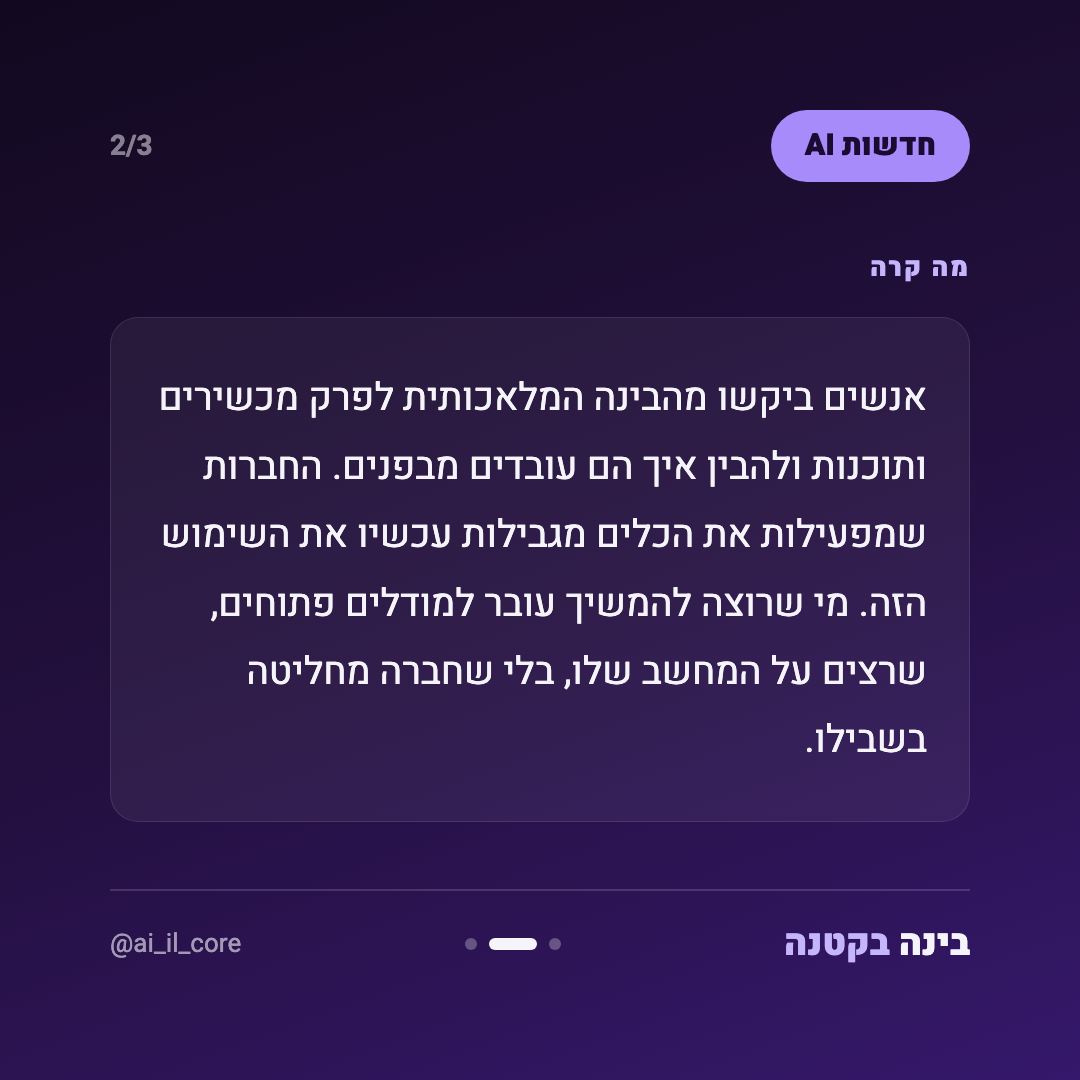 חדשות AI
2/3
מה קרה
אנשים ביקשו מהבינה המלאכותית לפרק מכשירים
ותוכנות ולהבין איך הם עובדים מבפנים. החברות
שמפעילות את הכלים מגבילות עכשיו את השימוש
הזה. מי שרוצה להמשיך עובר למודלים פתוחים,
שרצים על המחשב שלו, בלי שחברה מחליטה
בשבילו.
בינה בקטנה
@ai_il_core